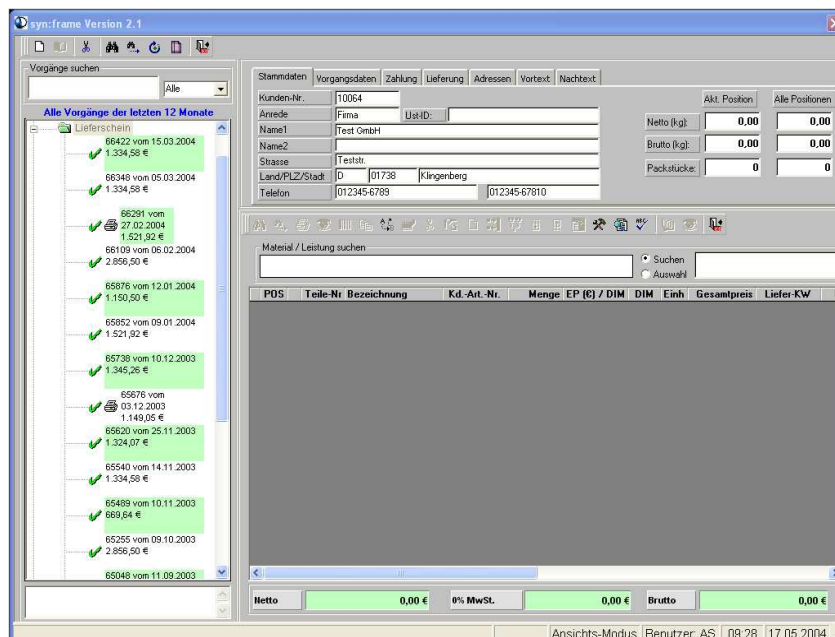 syn:frame Version 2.1
Vorgänge suchen
Alle
Alle Vorgänge der letzten 12 Monate
Lieferschein
66422 vom 15.03.2004
1.334,58 €
66348 vom 05.03.2004
1.334,58 €
66291 vom
27.02.2004
1.521,92 €
66109 vom 06.02.2004
2.856,50 €
65876 vom 12.01.2004
1.150,50 €
65852 vom 09.01.2004
1.521,92 €
65738 vom 10.12.2003
1.345,26 €
65676 vom
03.12.2003
1.149,05 €
65620 vom 25.11.2003
1.324,07 €
65540 vom 14.11.2003
1.334,58 €
65489 vom 10.11.2003
669,64 €
65255 vom 09.10.2003
2.856,50 €
65048 vom 11.09.2003
Stammdaten Vorgangsdaten Zahlung Lieferung Adressen Vortext Nachtext
Kunden-Nr. 10064
Anrede Firma Ust-ID:
Name1 Test GmbH
Name2
Strasse Teststr.
Land/PLZ/Stadt D 01738 Klingenberg
Telefon 012345-6789 012345-67810
Akt. Position Alle Positionen
Netto (kg): 0,00 0,00
Brutto (kg): 0,00 0,00
Packstücke: 0 0
Material / Leistung suchen
Suchen
Auswahl
POS Teile-Nr Bezeichnung Kd.-Art.-Nr. Menge EP (€) / DIM DIM Einh Gesamtpreis Liefer-KW
Netto 0,00 € 0% MwSt. 0,00 € Brutto 0,00 €
Ansichts-Modus Benutzer: AS 09:28 17.05.2004